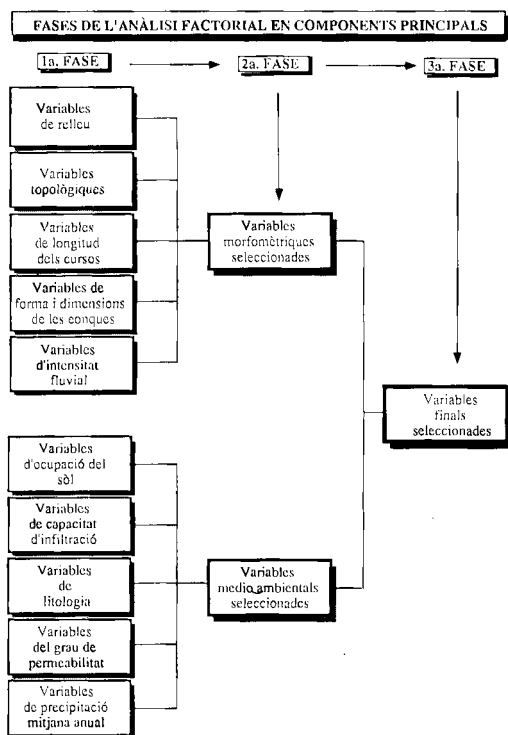 FASES DE L'ANÀLISI FACTORIAL EN COMPONENTS PRINCIPALS
1a. FASE
2a. FASE
3a. FASE
Variables
de relleu
Variables
topològiques
Variables
de longitud
dels cursos
Variables de
forma i dimensions
de les conques
Variables
d'intensitat
fluvial
Variables
morfomètriques
seleccionades
Variables
finals
seleccionades
Variables
d'ocupació del
sòl
Variables
de capacitat
d'infiltració
Variables
de
litologia
Variables
del grau de
permeabilitat
Variables
de precipitació
mitjana anual
Variables
medio ambientals
seleccionades